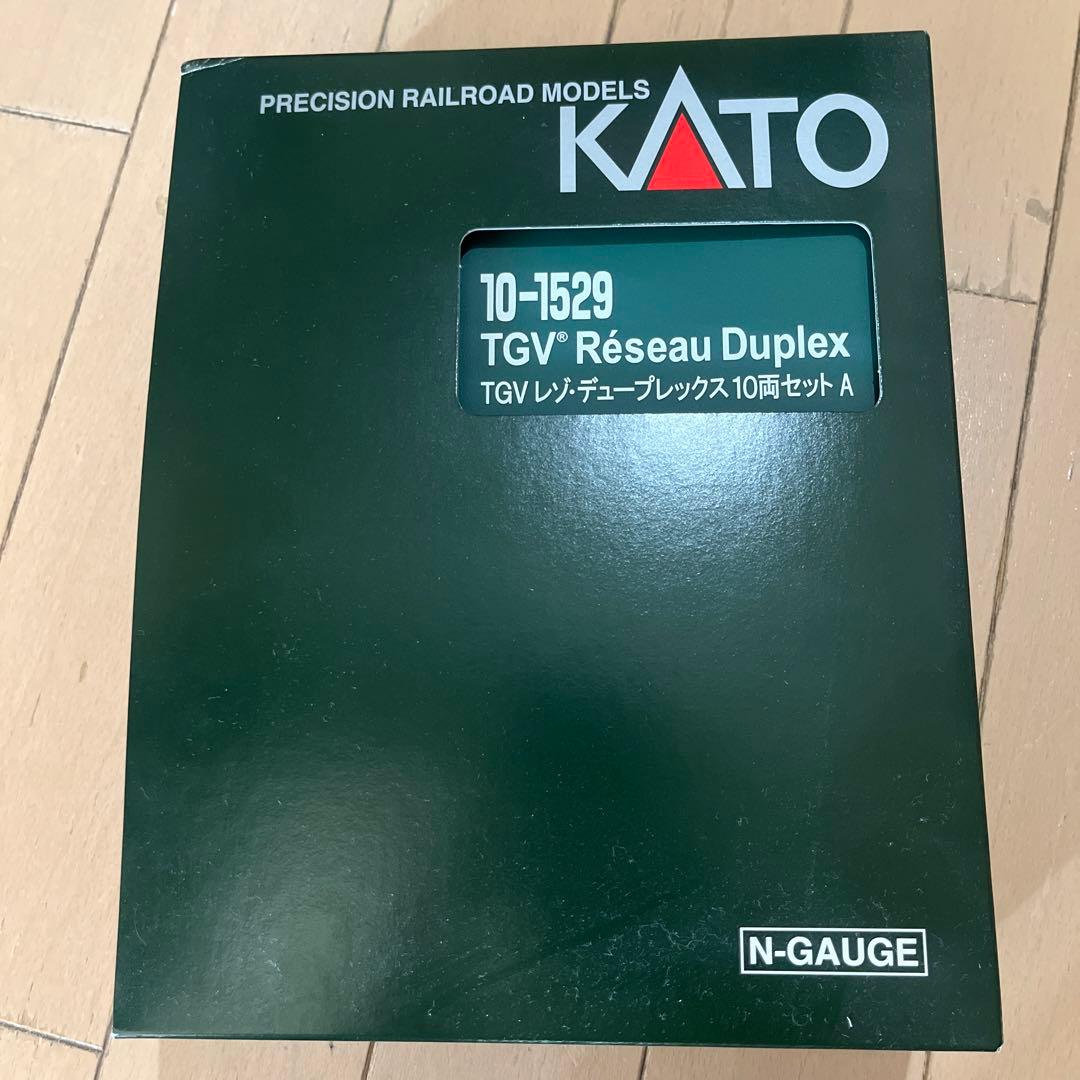 PRECISION RAILROAD MODELS
KATO
10-1529
TGV® Réseau Duplex
TGV レゾ・デュープレックス 10両セット A
N-GAUGE